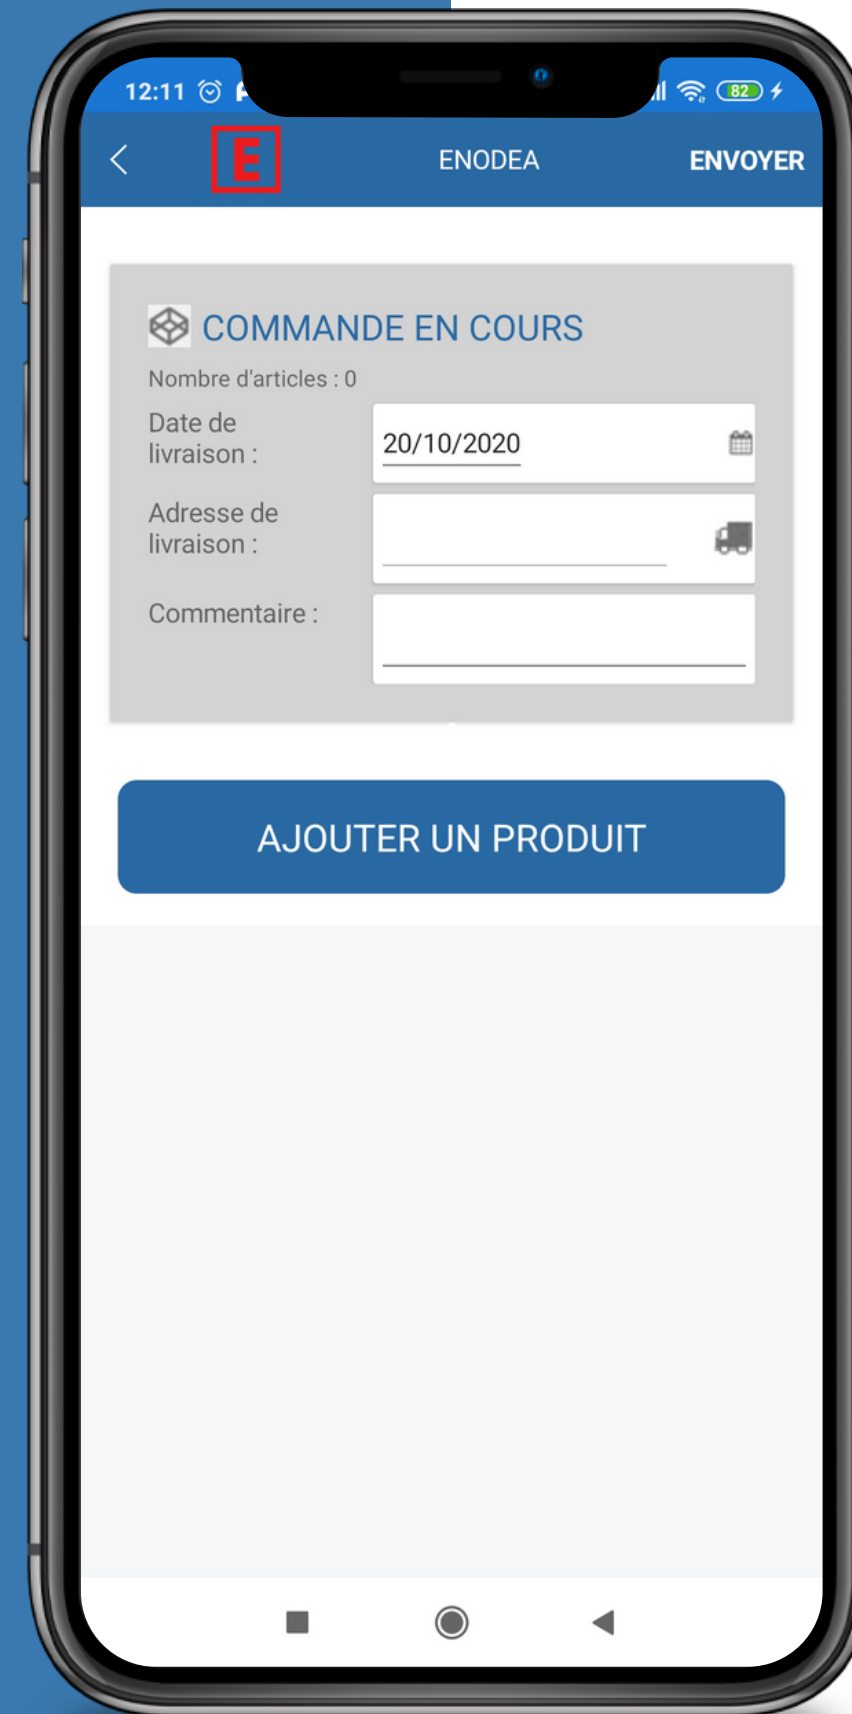 12:11
82
E
ENODEA
ENVOYER
COMMANDE EN COURS
Nombre d'articles : 0
Date de
livraison :
20/10/2020
Adresse de
livraison :
Commentaire :
AJOUTER UN PRODUIT